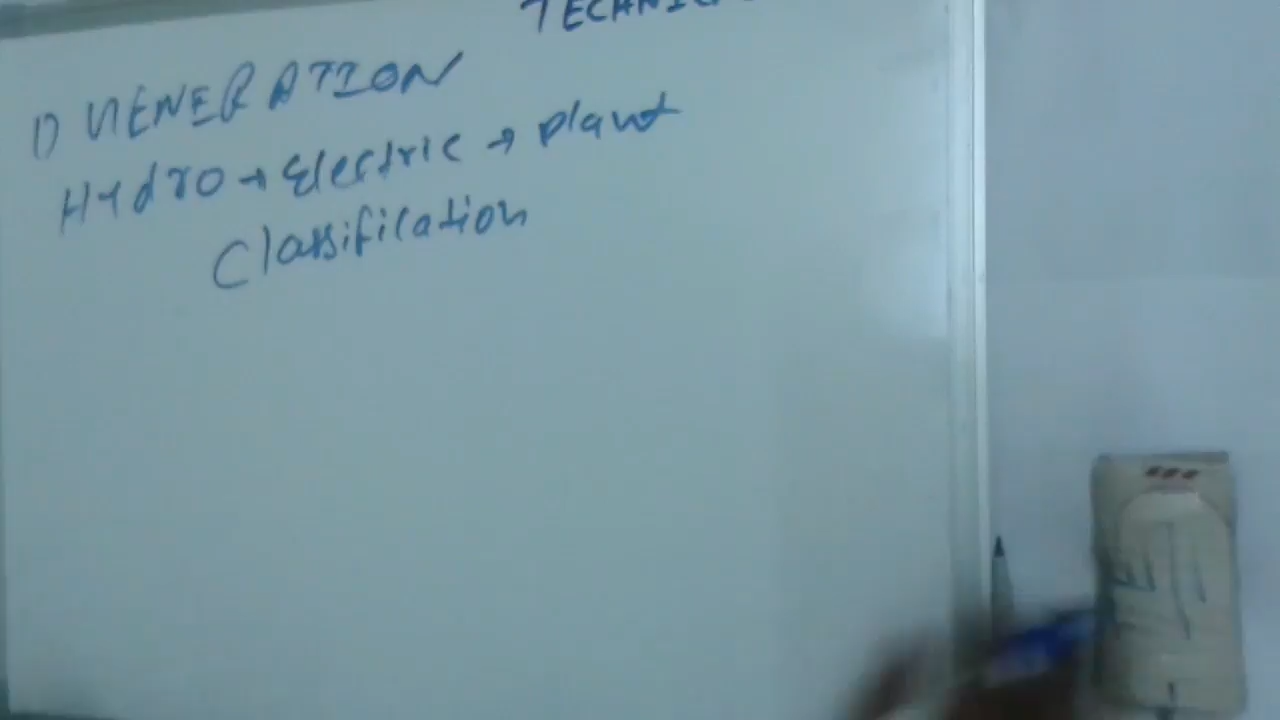 TECHNIC
1) GENERATION
Hydro → Electric → plant
Classification